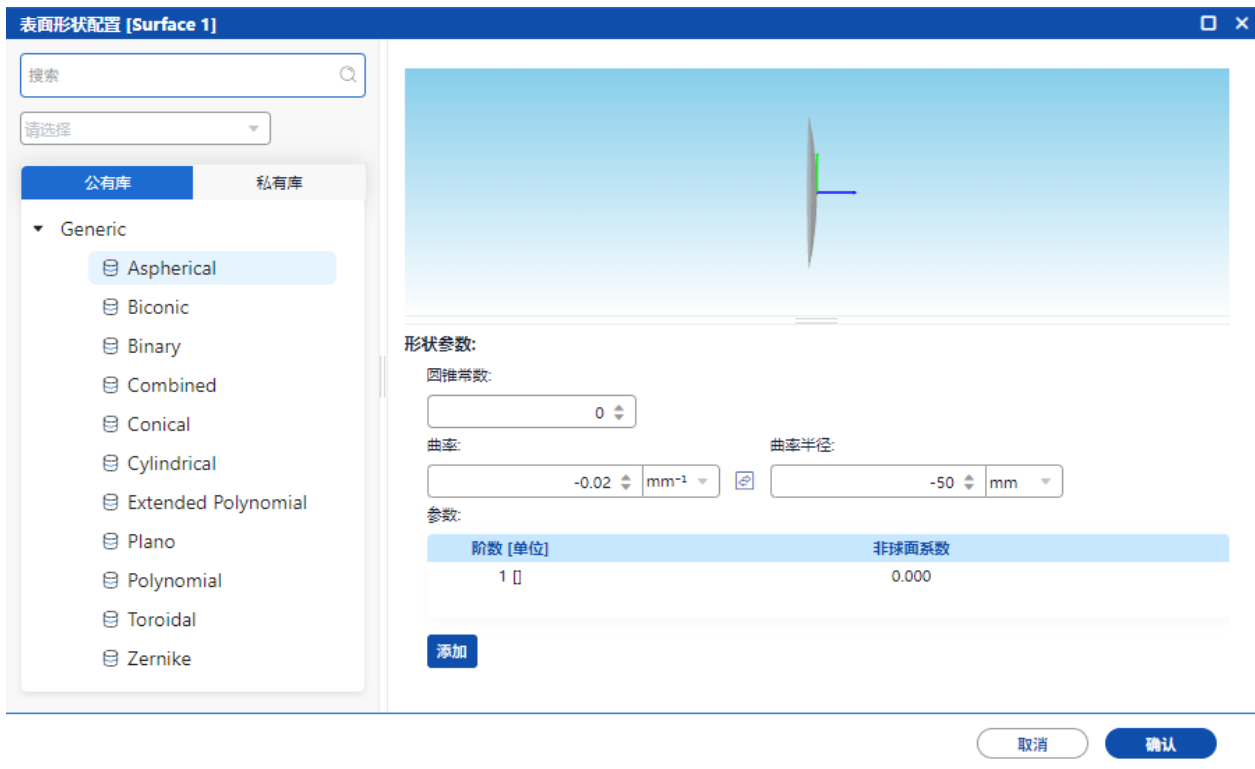 表面形状配置 [Surface 1]
搜索
请选择
公有库
私有库
Generic
Aspherical
Biconic
Binary
Combined
Conical
Cylindrical
Extended Polynomial
Plano
Polynomial
Toroidal
Zernike
形状参数:
圆锥常数:
0
曲率:
曲率半径:
-0.02 mm⁻¹
-50 mm
参数:
阶数 [单位]
非球面系数
1 []
0.000
添加
取消
确认